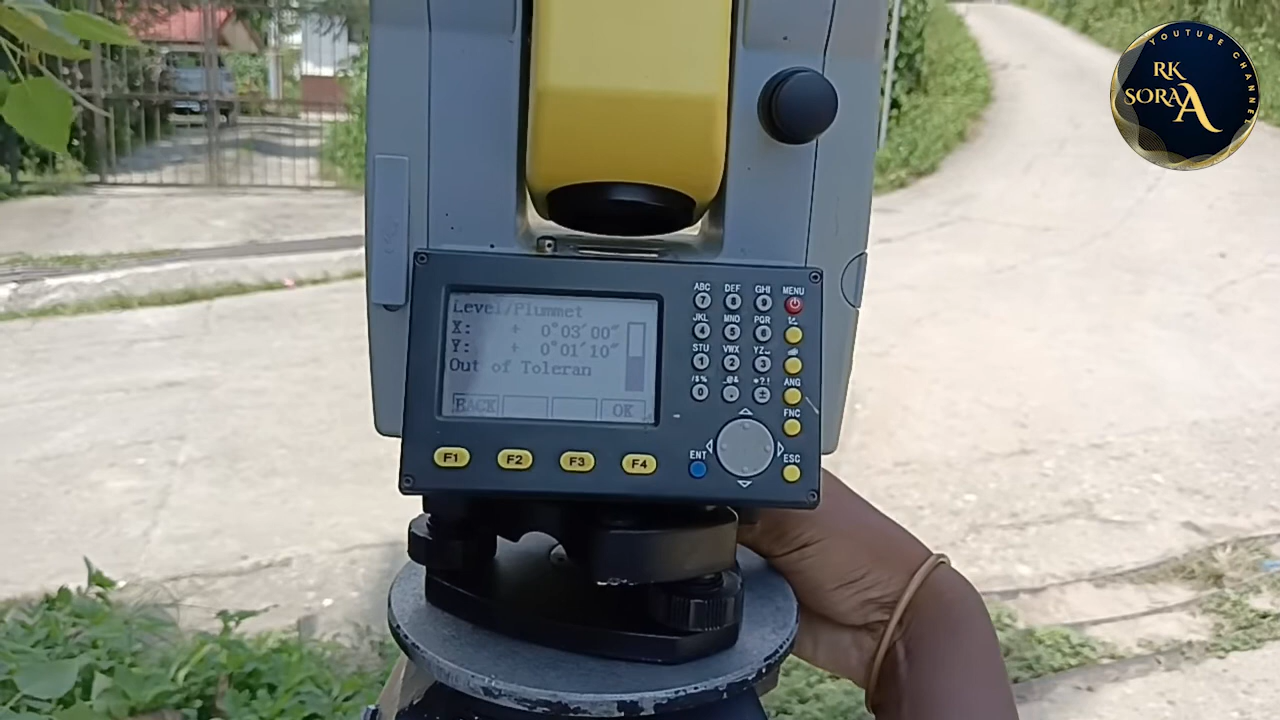 YOUTUBE CHANNEL
RK
SORAA
Level/Plummet
X: + 0°03′00″
Y: + 0°01′10″
Out of Toleran
BACK OK
F1 F2 F3 F4
ABC DEF GHI MENU
7 8 9
JKL MNO PQR
4 5 6
STU VWX YZ
1 2 3
/$% _@& *?! ANG
0 . ±
FNC
ENT ESC